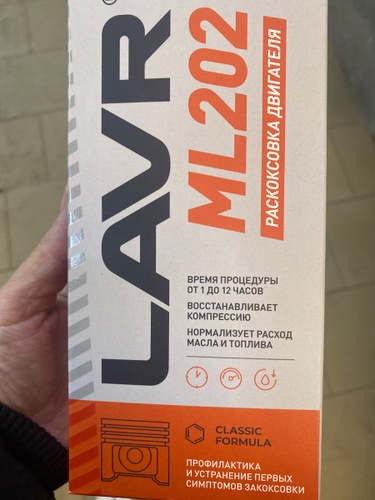 LAVR
ML202
РАСКОКСОВКА ДВИГАТЕЛЯ
ВРЕМЯ ПРОЦЕДУРЫ
ОТ 1 ДО 12 ЧАСОВ
ВОССТАНАВЛИВАЕТ
КОМПРЕССИЮ
НОРМАЛИЗУЕТ РАСХОД
МАСЛА И ТОПЛИВА
CLASSIC
FORMULA
ПРОФИЛАКТИКА
И УСТРАНЕНИЕ ПЕРВЫХ
СИМПТОМОВ ЗАКОКСОВКИ